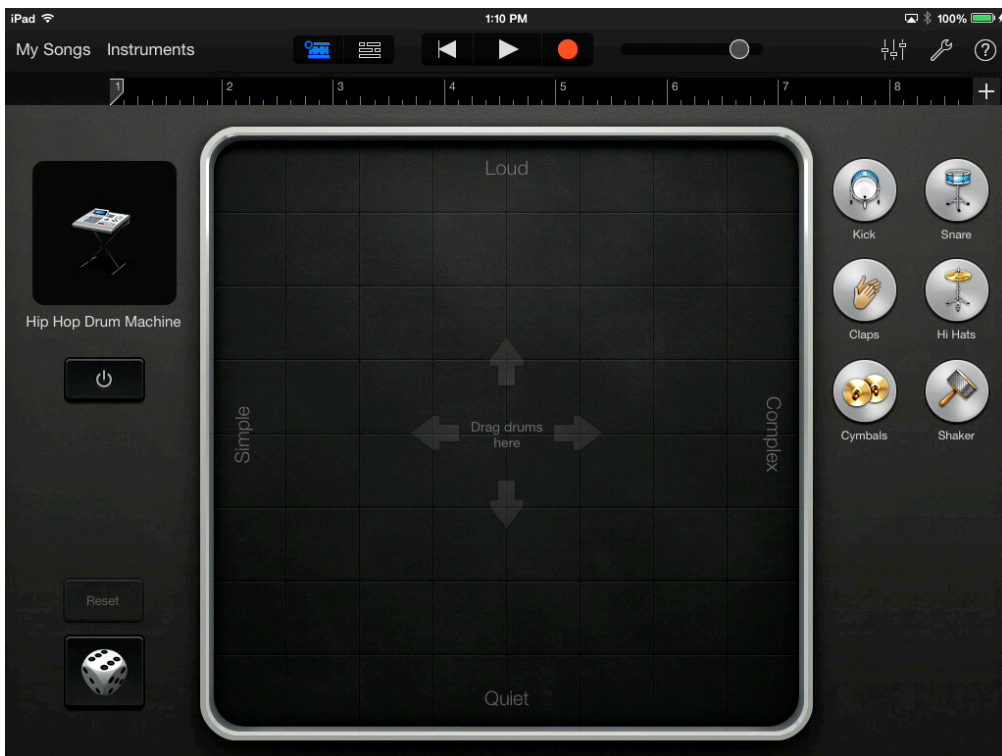 iPad
1:10 PM
100%
My Songs Instruments
?
1 2 3 4 5 6 7 8 +
Loud
Kick Snare
Hip Hop Drum Machine
Claps Hi Hats
Simple
Drag drums
here
Complex
Cymbals Shaker
Reset
Quiet